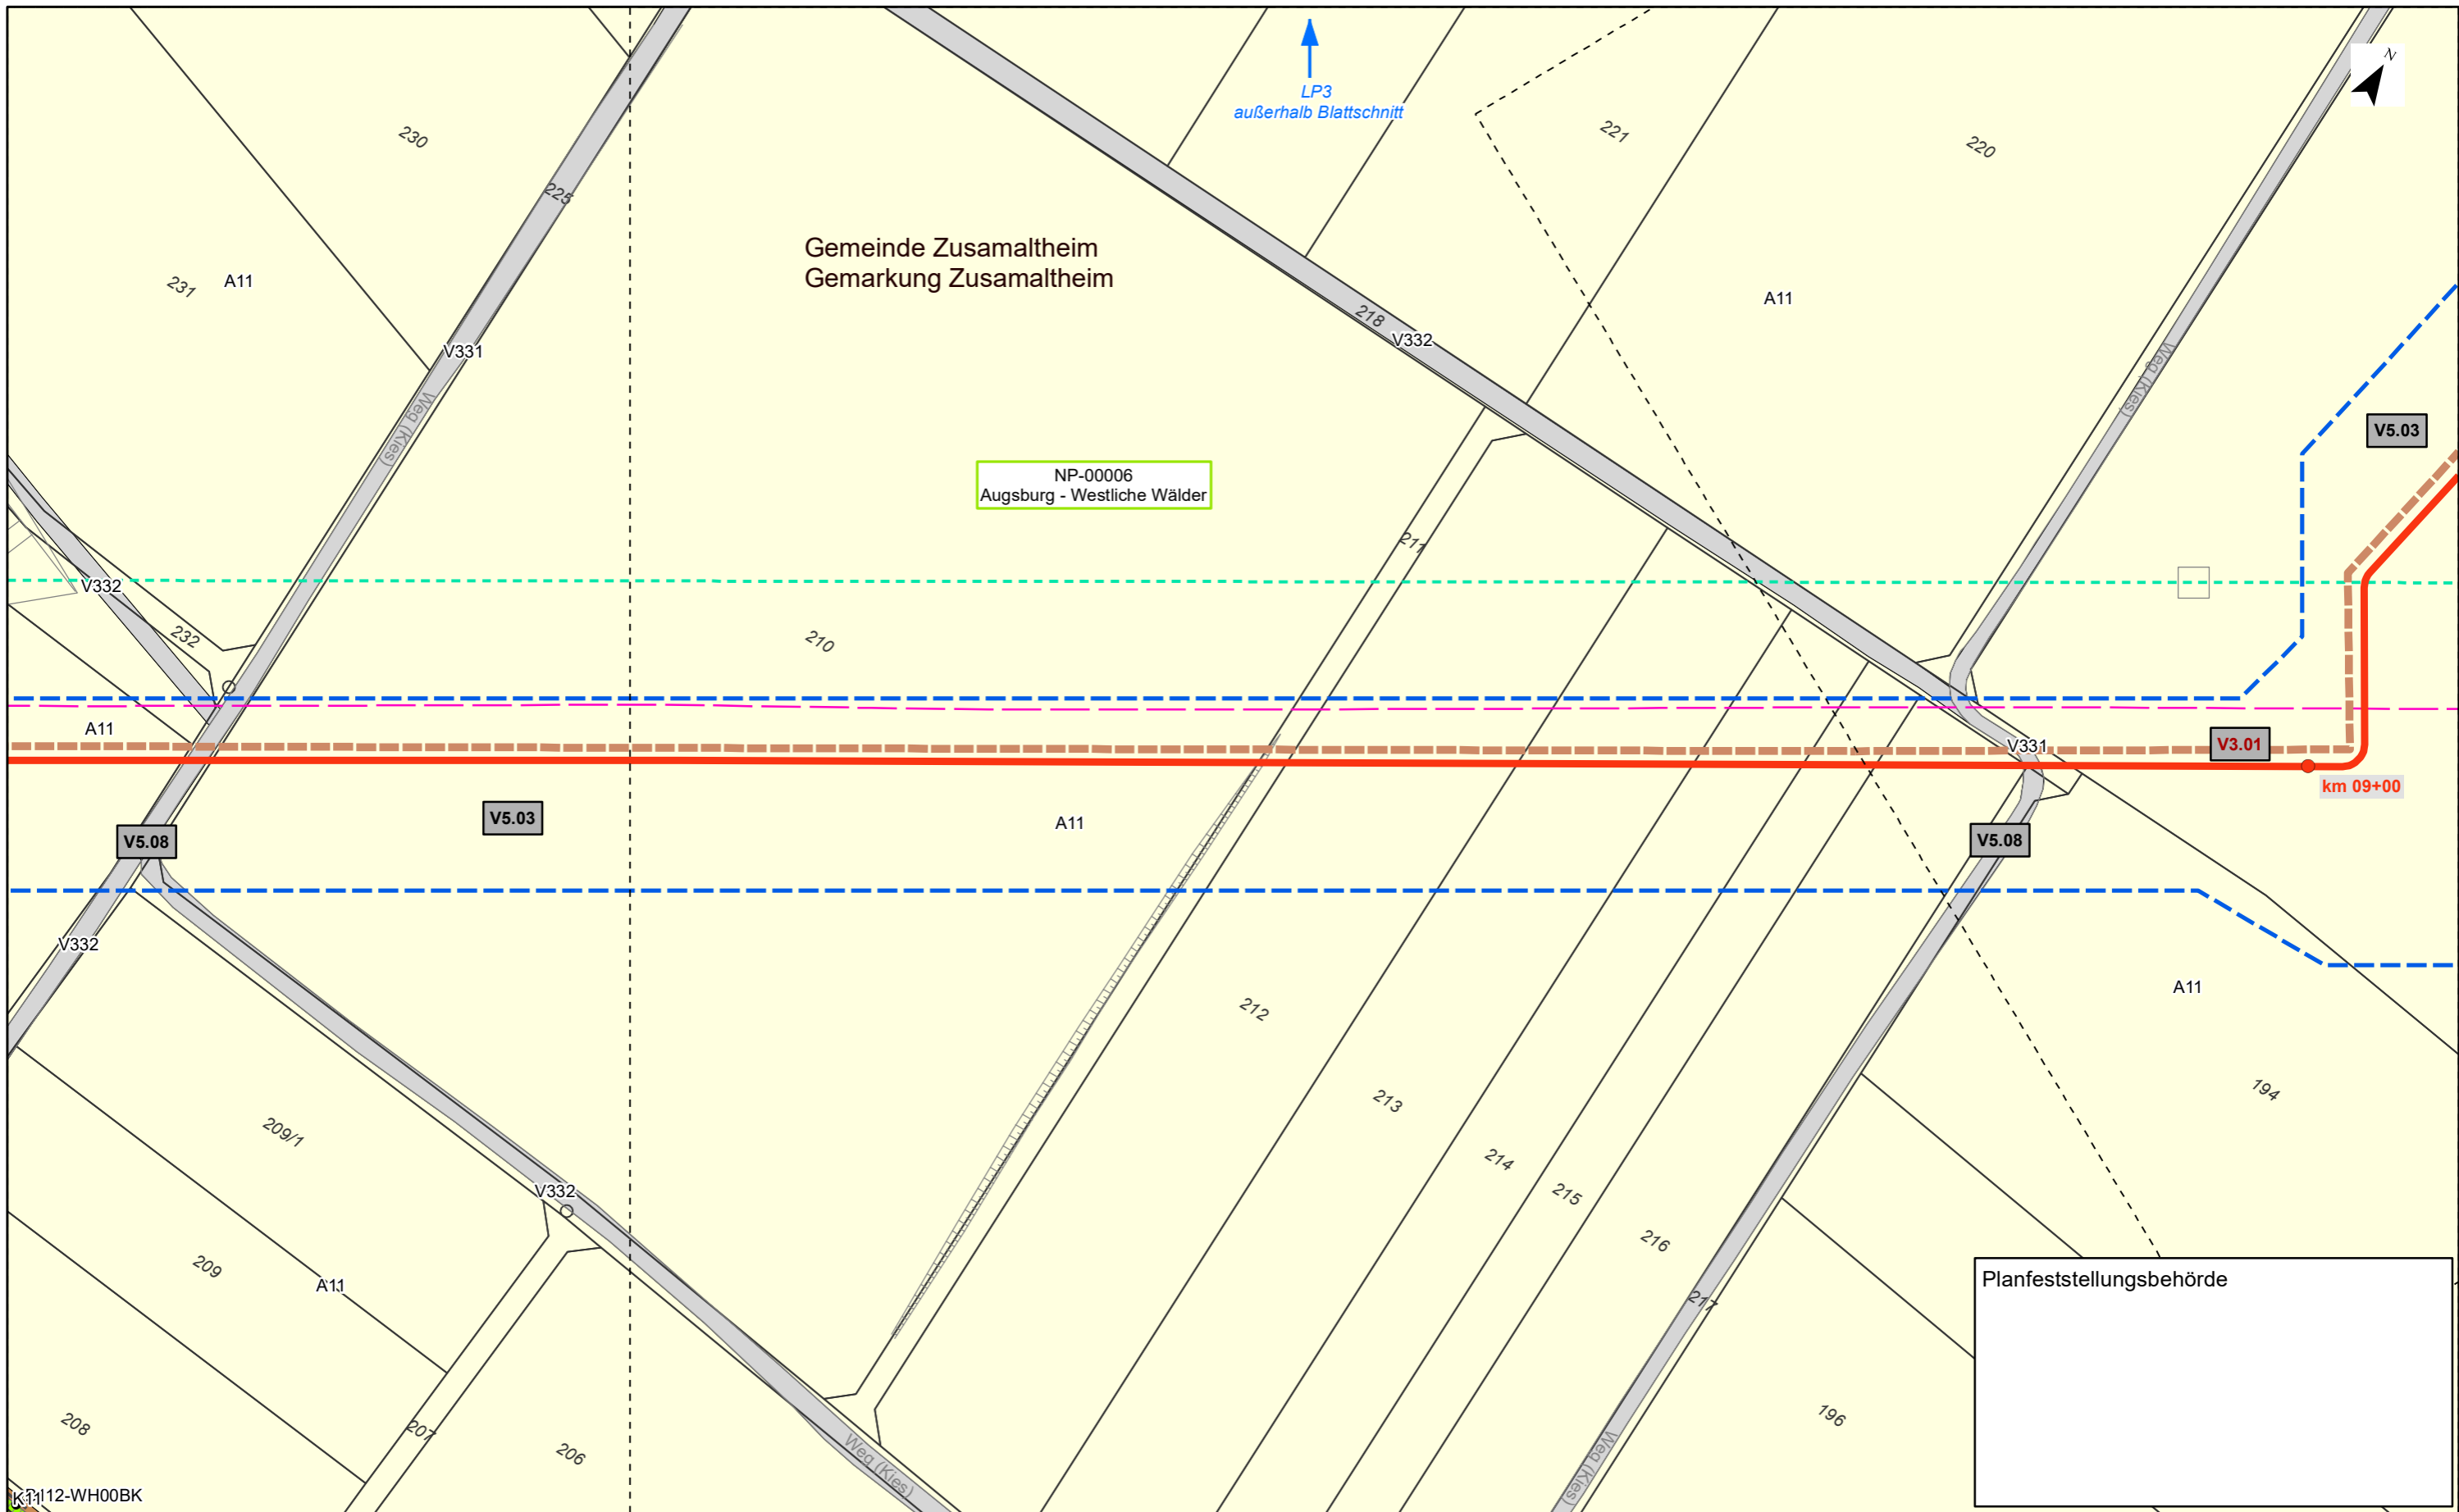 N
LP3
außerhalb Blattschnitt
230
221
220
225
Gemeinde Zusamaltheim
Gemarkung Zusamaltheim
231
A11
A11
218
V332
V331
Weg (Kies)
Weg (Kies)
V5.03
NP-00006
Augsburg - Westliche Wälder
211
V332
232
210
A11
V331
V3.01
km 09+00
V5.03
A11
V5.08
V5.08
V332
A11
212
194
213
209/1
214
V332
215
216
209
A11
Planfeststellungsbehörde
217
208
207
206
196
Weg (Kies)
Weg (Kies)
K11
112-WH00BK